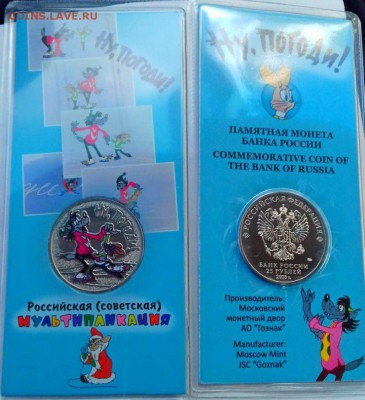 COINS.LAVE.RU
Ну, погоди!
Российская (советская)
МУЛЬТИПЛИКАЦИЯ
Ну, погоди!
ПАМЯТНАЯ МОНЕТА
БАНКА РОССИИ
COMMEMORATIVE COIN OF
THE BANK OF RUSSIA
РОССИЙСКАЯ ФЕДЕРАЦИЯ
БАНК РОССИИ
25 РУБЛЕЙ
2018 г.
Производитель:
Московский
монетный двор
АО "Гознак"
Manufacturer:
Moscow Mint
JSC "Goznak"